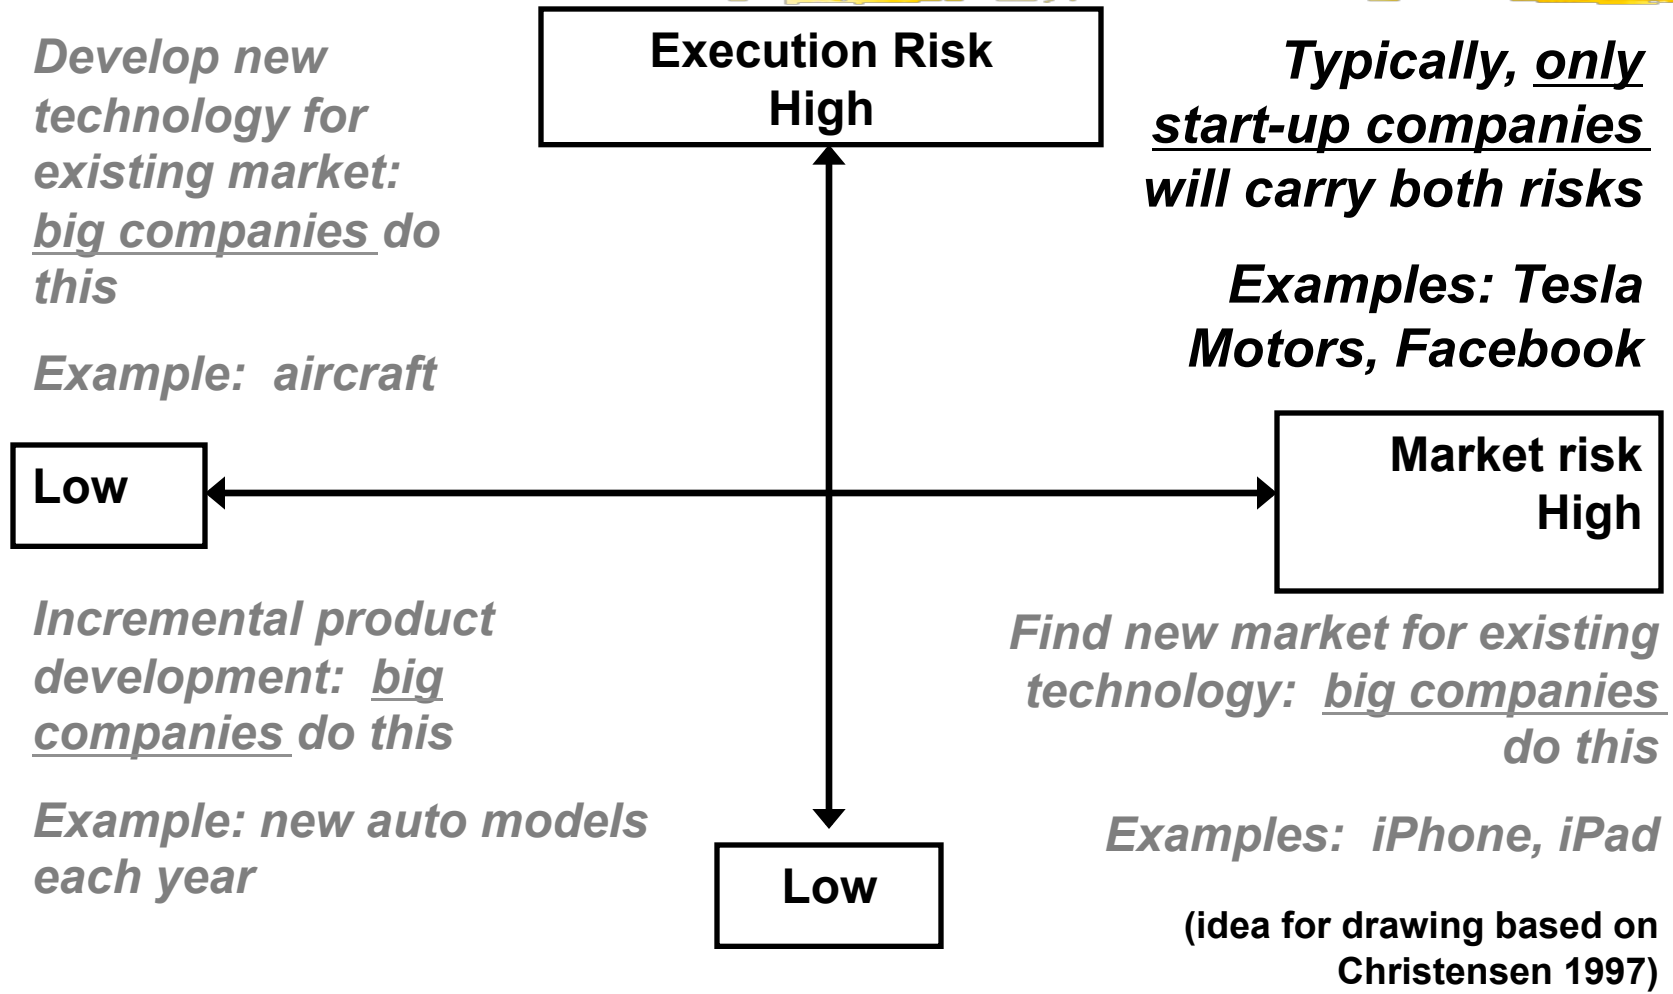 Develop new
technology for
existing market:
big companies do
this
Example: aircraft
Execution Risk
High
Typically, only
start-up companies
will carry both risks
Examples: Tesla
Motors, Facebook
Low
Market risk
High
Incremental product
development: big
companies do this
Example: new auto models
each year
Low
Find new market for existing
technology: big companies
do this
Examples: iPhone, iPad
(idea for drawing based on
Christensen 1997)